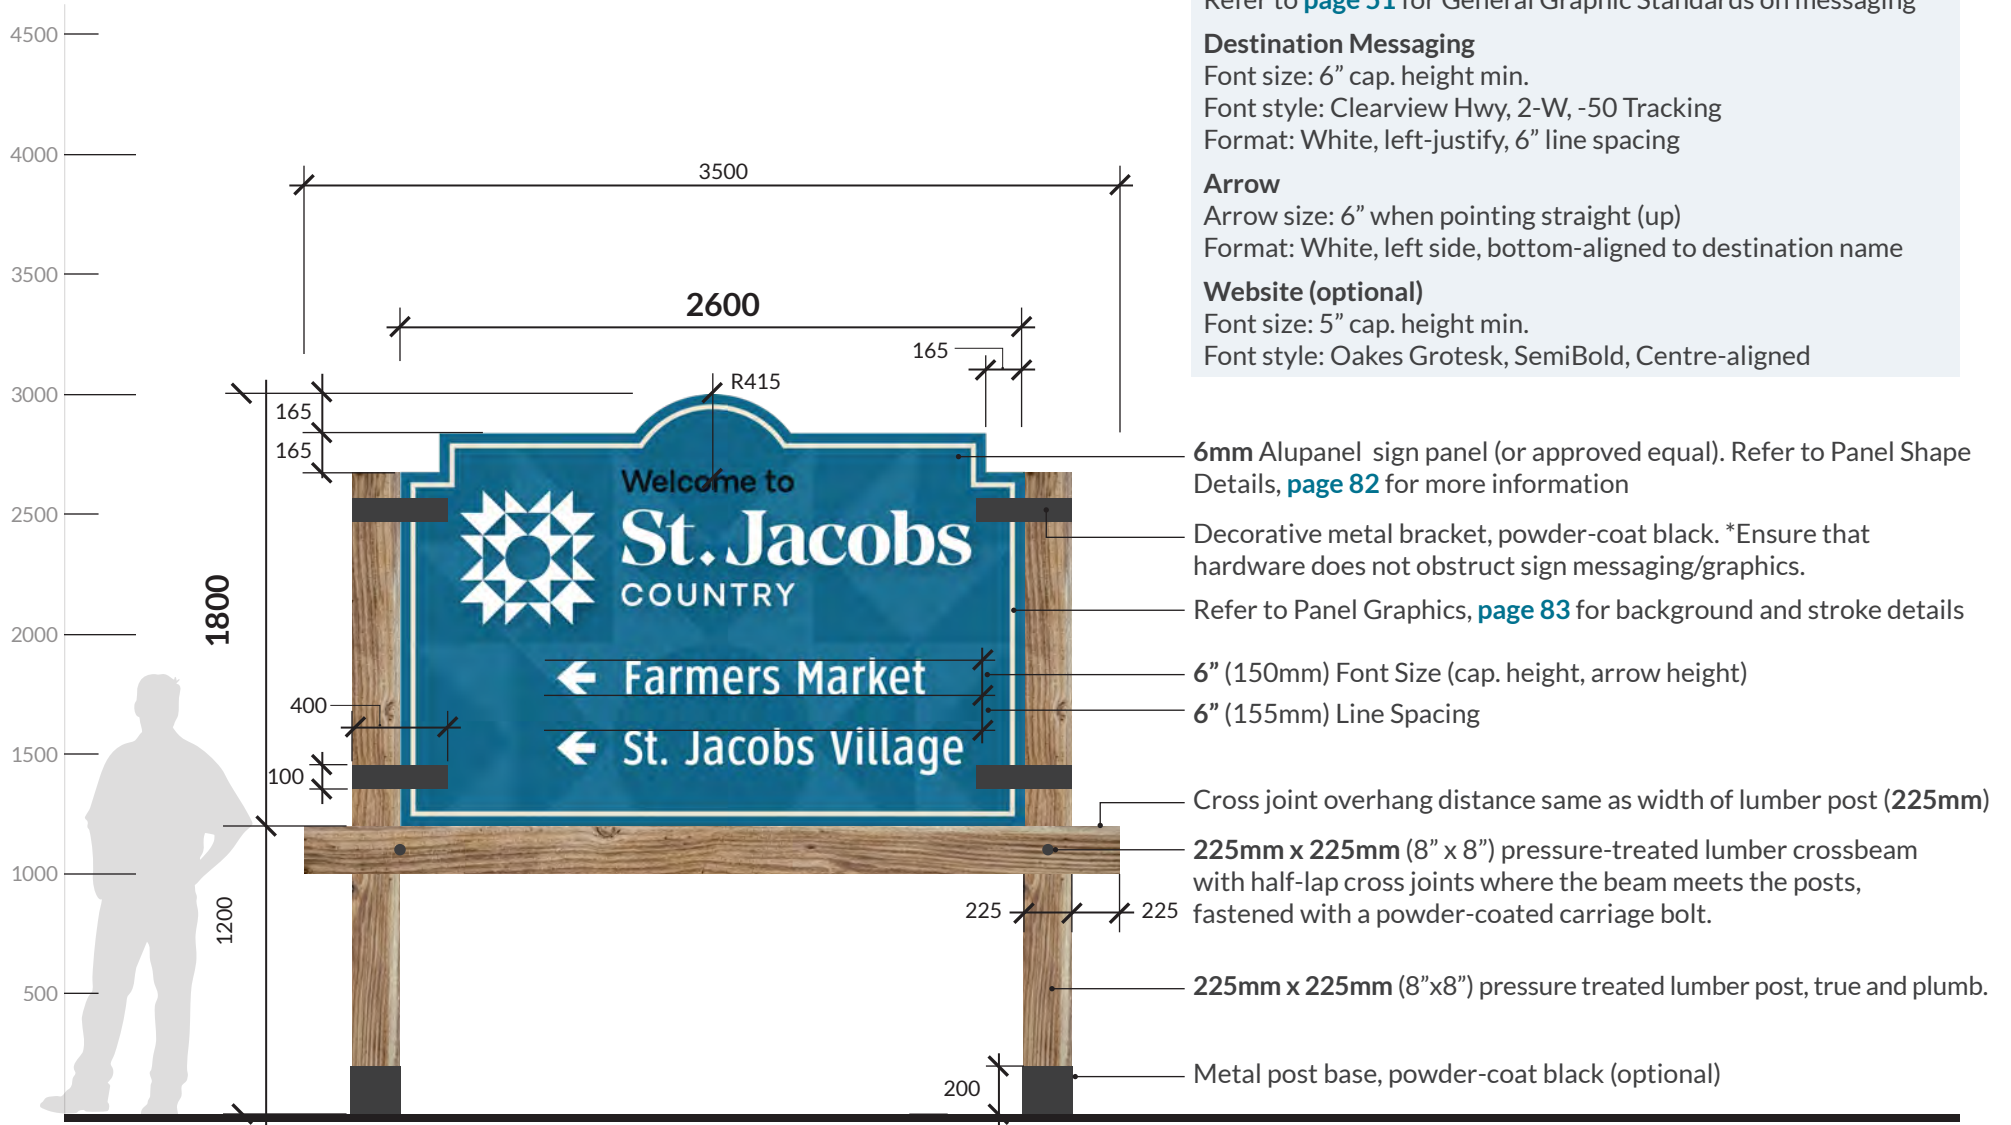 Refer to page 51 for General Graphic Standards on messaging
Destination Messaging
Font size: 6” cap. height min.
Font style: Clearview Hwy, 2-W, -50 Tracking
Format: White, left-justify, 6” line spacing
Arrow
Arrow size: 6” when pointing straight (up)
Format: White, left side, bottom-aligned to destination name
Website (optional)
Font size: 5” cap. height min.
Font style: Oakes Grotesk, SemiBold, Centre-aligned
4500
4000
3500
3000
2500
2000
1500
1000
500
3500
2600
165
R415
165
165
1800
400
100
1200
225
225
200
Welcome to
St. Jacobs
COUNTRY
Farmers Market
St. Jacobs Village
6mm Alupanel sign panel (or approved equal). Refer to Panel Shape
Details, page 82 for more information
Decorative metal bracket, powder-coat black. *Ensure that
hardware does not obstruct sign messaging/graphics.
Refer to Panel Graphics, page 83 for background and stroke details
6” (150mm) Font Size (cap. height, arrow height)
6” (155mm) Line Spacing
Cross joint overhang distance same as width of lumber post (225mm)
225mm x 225mm (8” x 8”) pressure-treated lumber crossbeam
with half-lap cross joints where the beam meets the posts,
fastened with a powder-coated carriage bolt.
225mm x 225mm (8”x8”) pressure treated lumber post, true and plumb.
Metal post base, powder-coat black (optional)